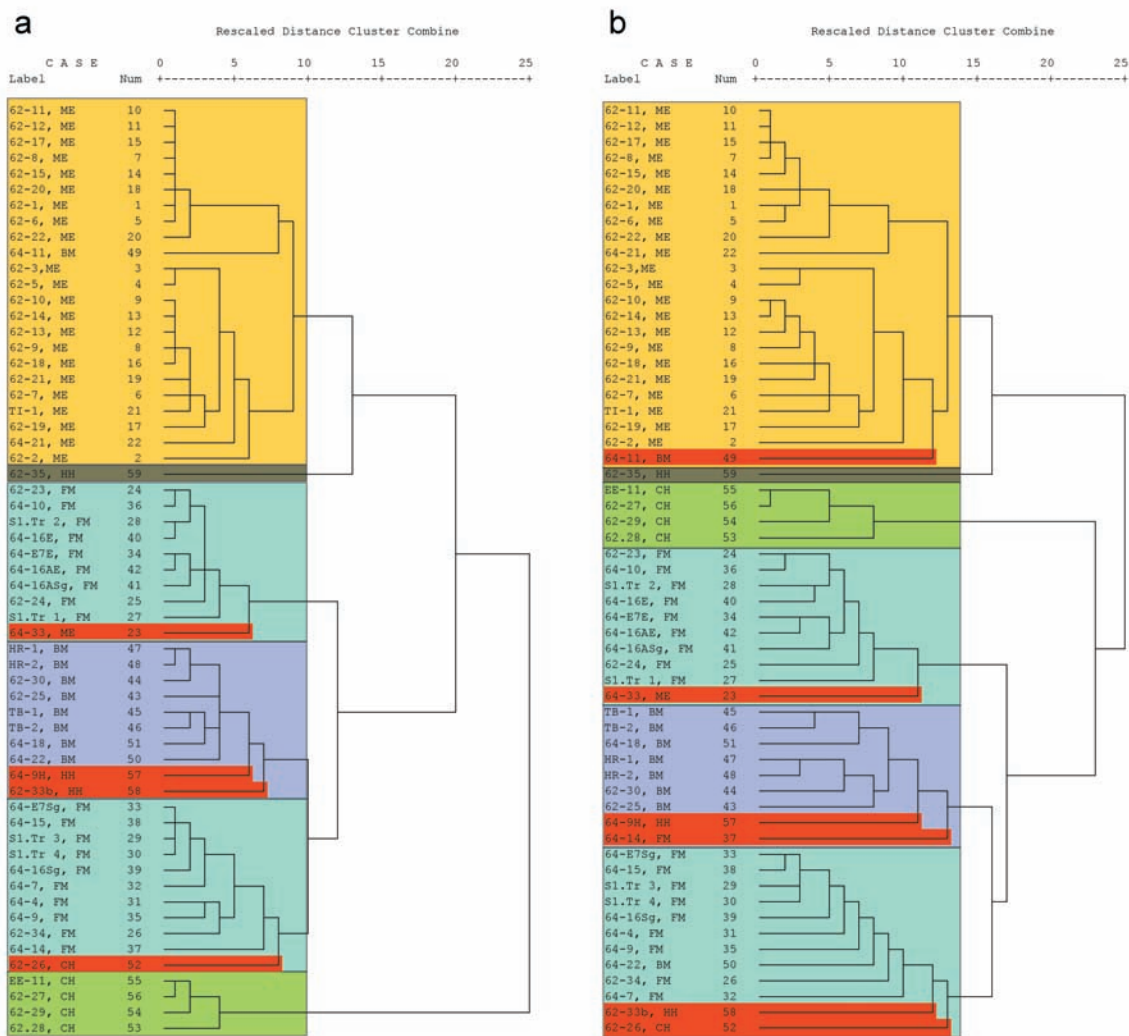 a
Rescaled Distance Cluster Combine
C A S E 0 5 10 15 20 25
Label Num
62-11, ME 10
62-12, ME 11
62-17, ME 15
62-8, ME 7
62-15, ME 14
62-20, ME 18
62-1, ME 1
62-6, ME 5
62-22, ME 20
64-11, BM 49
62-3,ME 3
62-5, ME 4
62-10, ME 9
62-14, ME 13
62-13, ME 12
62-9, ME 8
62-18, ME 16
62-21, ME 19
62-7, ME 6
TI-1, ME 21
62-19, ME 17
64-21, ME 22
62-2, ME 2
62-35, HH 59
62-23, FM 24
64-10, FM 36
S1.Tr 2, FM 28
64-16E, FM 40
64-E7E, FM 34
64-16AE, FM 42
64-16ASg, FM 41
62-24, FM 25
S1.Tr 1, FM 27
64-33, ME 23
HR-1, BM 47
HR-2, BM 48
62-30, BM 44
62-25, BM 43
TB-1, BM 45
TB-2, BM 46
64-18, BM 51
64-22, BM 50
64-9H, HH 57
62-33b, HH 58
64-E7Sg, FM 33
64-15, FM 38
S1.Tr 3, FM 29
S1.Tr 4, FM 30
64-16Sg, FM 39
64-7, FM 32
64-4, FM 31
64-9, FM 35
62-34, FM 26
64-14, FM 37
62-26, CH 52
EE-11, CH 55
62-27, CH 56
62-29, CH 54
62.28, CH 53
b
Rescaled Distance Cluster Combine
C A S E 0 5 10 15 20 25
Label Num
62-11, ME 10
62-12, ME 11
62-17, ME 15
62-8, ME 7
62-15, ME 14
62-20, ME 18
62-1, ME 1
62-6, ME 5
62-22, ME 20
64-21, ME 22
62-3,ME 3
62-5, ME 4
62-10, ME 9
62-14, ME 13
62-13, ME 12
62-9, ME 8
62-18, ME 16
62-21, ME 19
62-7, ME 6
TI-1, ME 21
62-19, ME 17
62-2, ME 2
64-11, BM 49
62-35, HH 59
EE-11, CH 55
62-27, CH 56
62-29, CH 54
62.28, CH 53
62-23, FM 24
64-10, FM 36
S1.Tr 2, FM 28
64-16E, FM 40
64-E7E, FM 34
64-16AE, FM 42
64-16ASg, FM 41
62-24, FM 25
S1.Tr 1, FM 27
64-33, ME 23
TB-1, BM 45
TB-2, BM 46
64-18, BM 51
HR-1, BM 47
HR-2, BM 48
62-30, BM 44
62-25, BM 43
64-9H, HH 57
64-14, FM 37
64-E7Sg, FM 33
64-15, FM 38
S1.Tr 3, FM 29
S1.Tr 4, FM 30
64-16Sg, FM 39
64-4, FM 31
64-9, FM 35
64-22, BM 50
62-34, FM 26
64-7, FM 32
62-33b, HH 58
62-26, CH 52